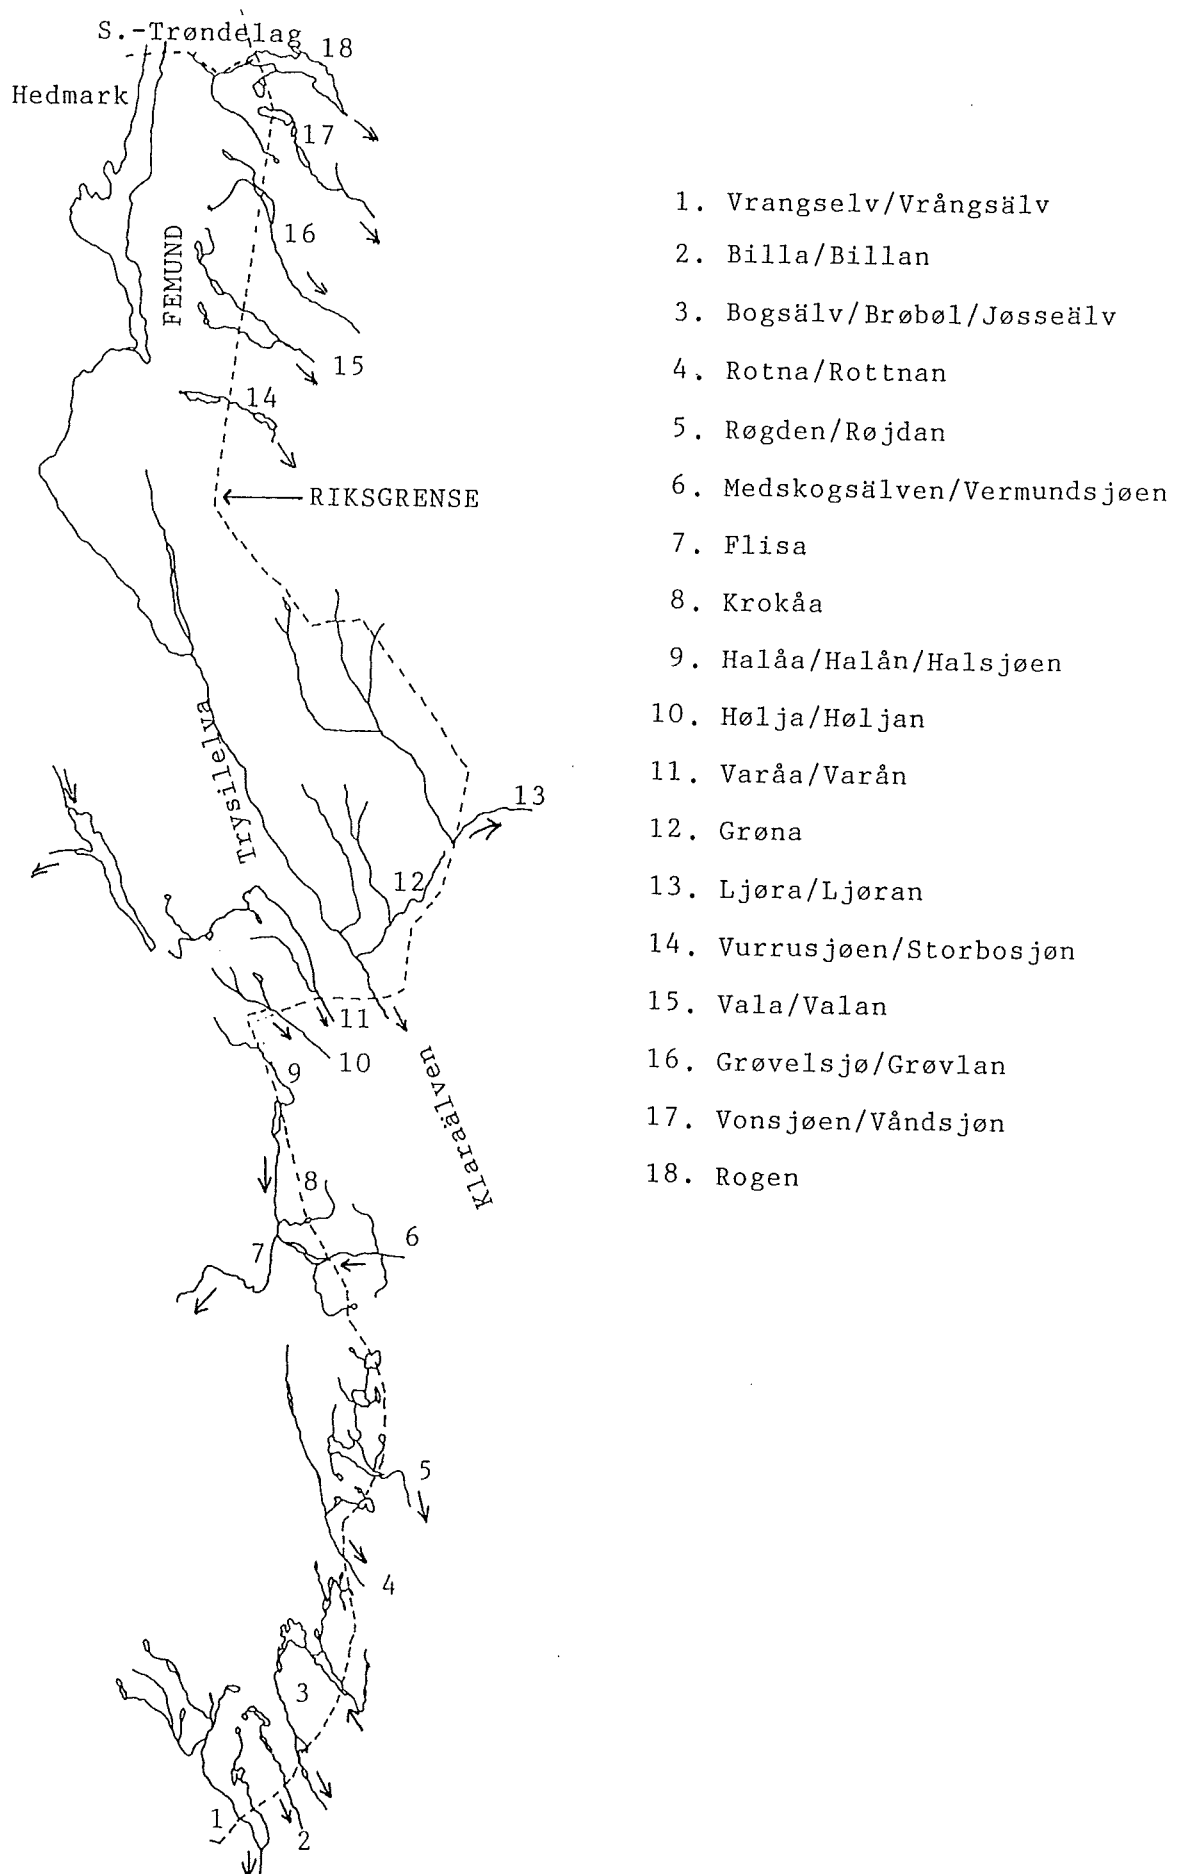 S.-Trøndelag
18
Hedmark
17
16
FEMUND
15
14
RIKSGRENSE
Trysilelva
13
12
11
10
9
Klaraälven
8
7
6
5
4
3
1
2
1. Vrangselv/Vrångsälv
2. Billa/Billan
3. Bogsälv/Brøbøl/Jøsseälv
4. Rotna/Rottnan
5. Røgden/Røjdan
6. Medskogsälven/Vermundsjøen
7. Flisa
8. Krokåa
9. Halåa/Halån/Halsjøen
10. Hølja/Høljan
11. Varåa/Varån
12. Grøna
13. Ljøra/Ljøran
14. Vurrusjøen/Storbosjøn
15. Vala/Valan
16. Grøvelsjø/Grøvlan
17. Vonsjøen/Våndsjøn
18. Rogen